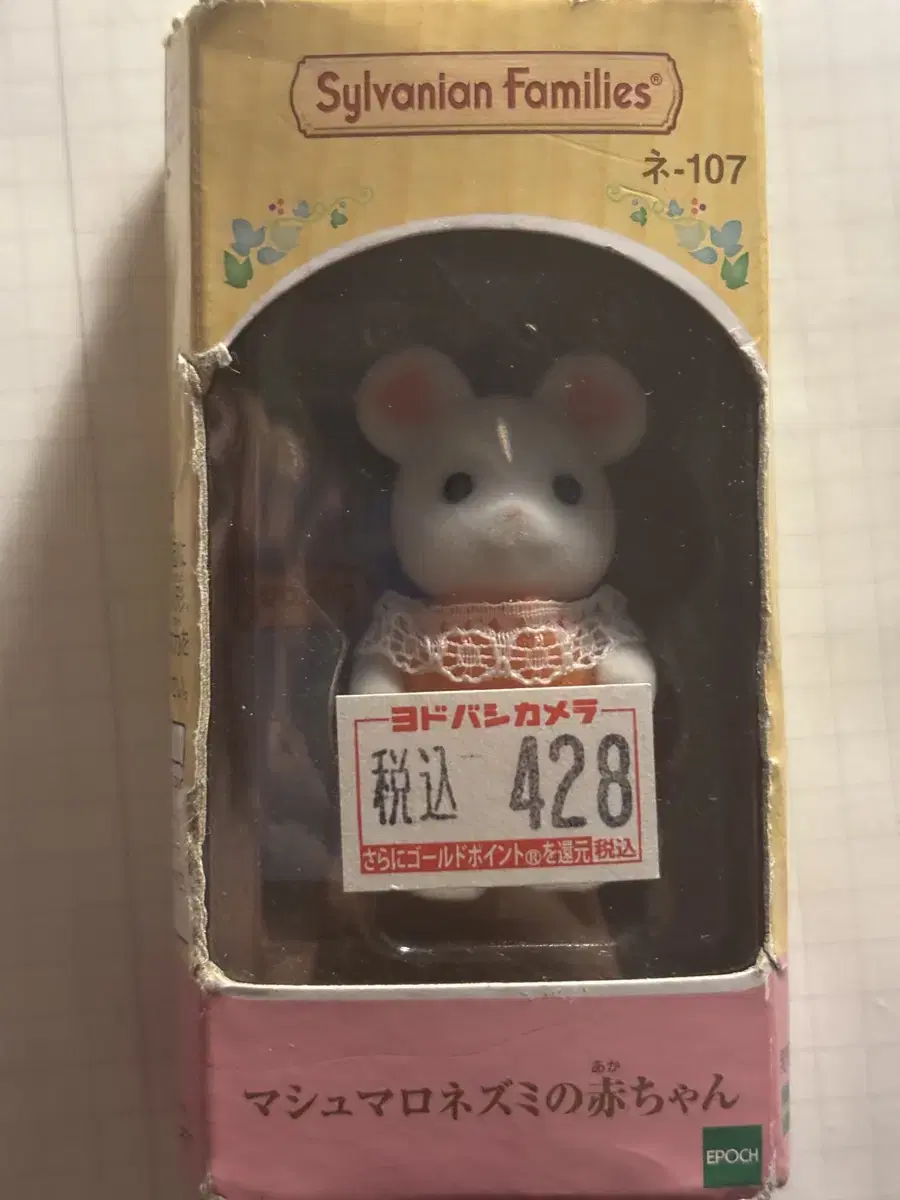 Sylvanian Families®
ネ-107
ヨドバシカメラ
税込 428
さらにゴールドポイント®を還元 税込
あか
マシュマロネズミの赤ちゃん
EPOCH